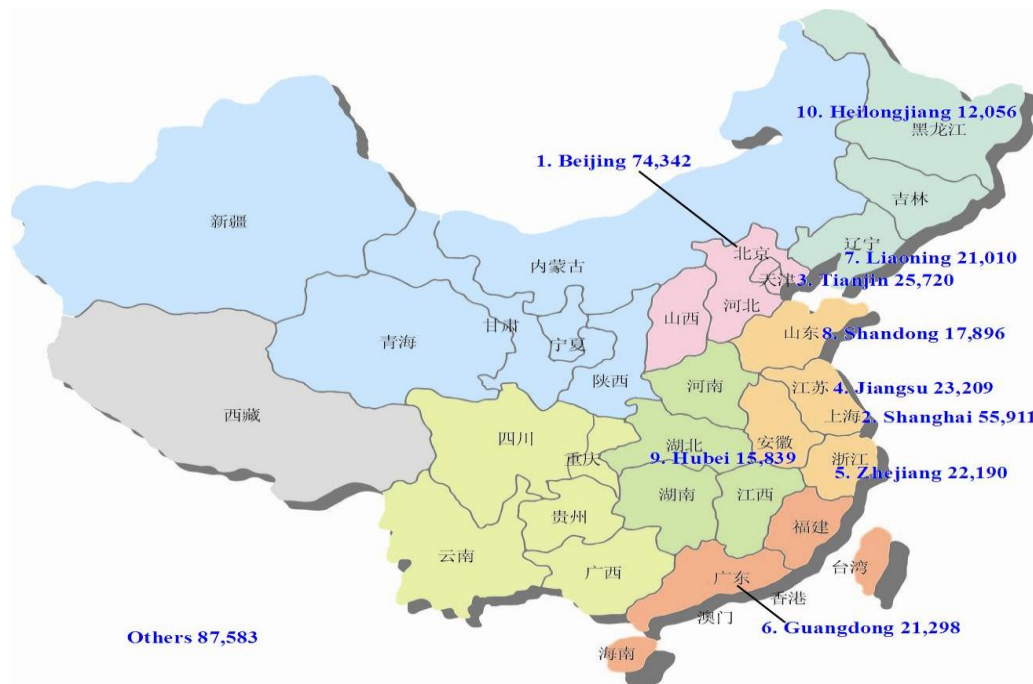 10. Heilongjiang 12,056
黑龙江
1. Beijing 74,342
吉林
新疆
辽宁
北京
7. Liaoning 21,010
内蒙古
天津
3. Tianjin 25,720
河北
山西
甘肃
山东
8. Shandong 17,896
青海
宁夏
陕西
河南
江苏
4. Jiangsu 23,209
西藏
上海
2. Shanghai 55,911
四川
湖北
安徽
9. Hubei 15,839
重庆
浙江
5. Zhejiang 22,190
湖南
江西
贵州
福建
云南
广西
广东
台湾
香港
澳门
6. Guangdong 21,298
Others 87,583
海南